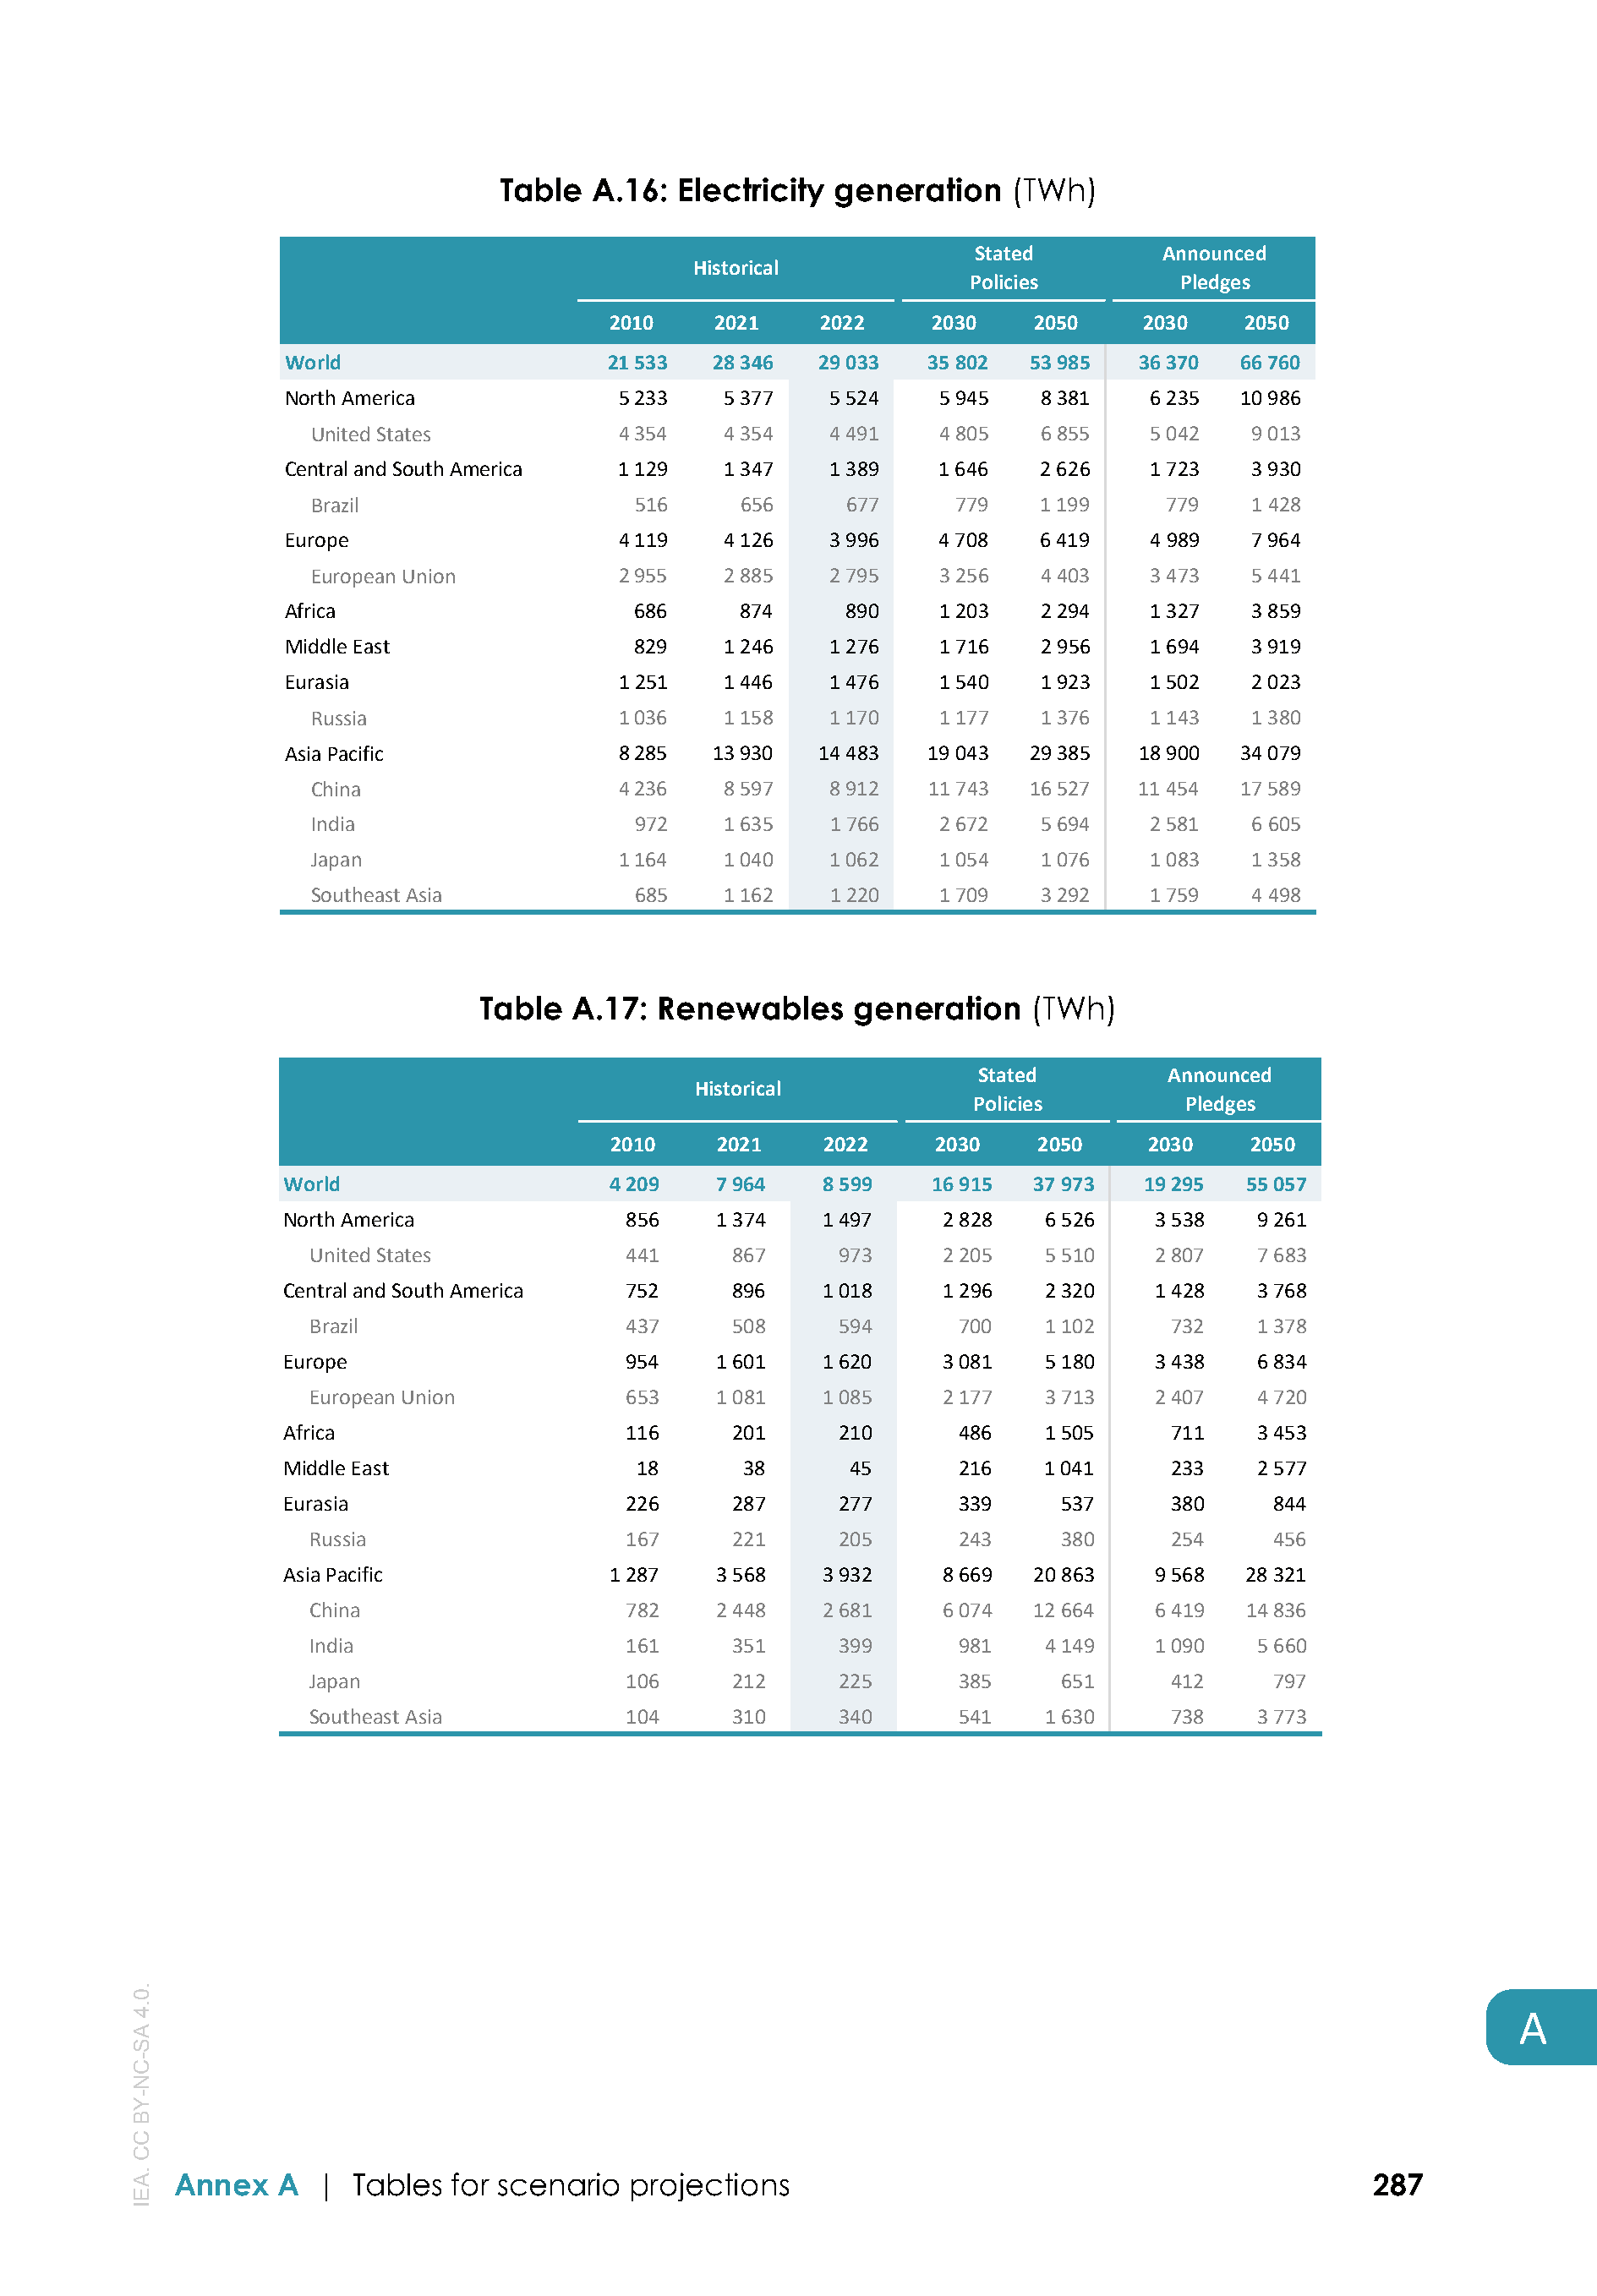 Table A.16: Electricity generation (TWh)
Historical Stated Policies Announced Pledges
2010 2021 2022 2030 2050 2030 2050
World 21 533 28 346 29 033 35 802 53 985 36 370 66 760
North America 5 233 5 377 5 524 5 945 8 381 6 235 10 986
United States 4 354 4 354 4 491 4 805 6 855 5 042 9 013
Central and South America 1 129 1 347 1 389 1 646 2 626 1 723 3 930
Brazil 516 656 677 779 1 199 779 1 428
Europe 4 119 4 126 3 996 4 708 6 419 4 989 7 964
European Union 2 955 2 885 2 795 3 256 4 403 3 473 5 441
Africa 686 874 890 1 203 2 294 1 327 3 859
Middle East 829 1 246 1 276 1 716 2 956 1 694 3 919
Eurasia 1 251 1 446 1 476 1 540 1 923 1 502 2 023
Russia 1 036 1 158 1 170 1 177 1 376 1 143 1 380
Asia Pacific 8 285 13 930 14 483 19 043 29 385 18 900 34 079
China 4 236 8 597 8 912 11 743 16 527 11 454 17 589
India 972 1 635 1 766 2 672 5 694 2 581 6 605
Japan 1 164 1 040 1 062 1 054 1 076 1 083 1 358
Southeast Asia 685 1 162 1 220 1 709 3 292 1 759 4 498
Table A.17: Renewables generation (TWh)
Historical Stated Policies Announced Pledges
2010 2021 2022 2030 2050 2030 2050
World 4 209 7 964 8 599 16 915 37 973 19 295 55 057
North America 856 1 374 1 497 2 828 6 526 3 538 9 261
United States 441 867 973 2 205 5 510 2 807 7 683
Central and South America 752 896 1 018 1 296 2 320 1 428 3 768
Brazil 437 508 594 700 1 102 732 1 378
Europe 954 1 601 1 620 3 081 5 180 3 438 6 834
European Union 653 1 081 1 085 2 177 3 713 2 407 4 720
Africa 116 201 210 486 1 505 711 3 453
Middle East 18 38 45 216 1 041 233 2 577
Eurasia 226 287 277 339 537 380 844
Russia 167 221 205 243 380 254 456
Asia Pacific 1 287 3 568 3 932 8 669 20 863 9 568 28 321
China 782 2 448 2 681 6 074 12 664 6 419 14 836
India 161 351 399 981 4 149 1 090 5 660
Japan 106 212 225 385 651 412 797
Southeast Asia 104 310 340 541 1 630 738 3 773
A
IEA. CC BY-NC-SA 4.0.
Annex A | Tables for scenario projections 287